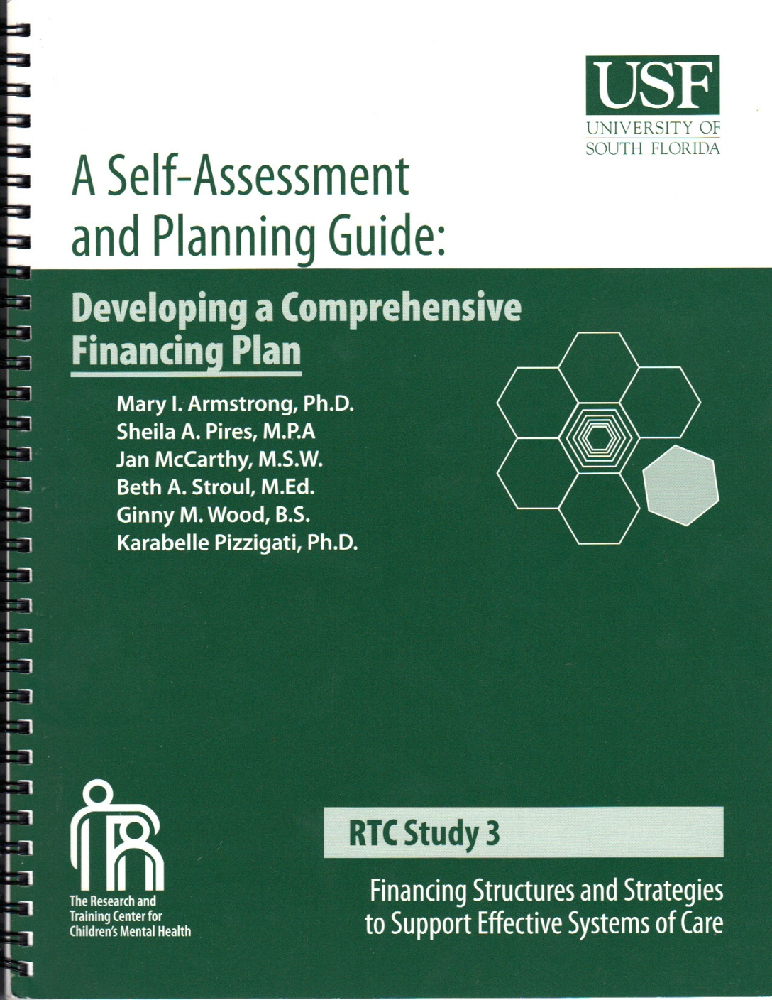 USF
UNIVERSITY OF
SOUTH FLORIDA
A Self-Assessment
and Planning Guide:
Developing a Comprehensive
Financing Plan
Mary I. Armstrong, Ph.D.
Sheila A. Pires, M.P.A
Jan McCarthy, M.S.W.
Beth A. Stroul, M.Ed.
Ginny M. Wood, B.S.
Karabelle Pizzigati, Ph.D.
The Research and
Training Center for
Children's Mental Health
RTC Study 3
Financing Structures and Strategies
to Support Effective Systems of Care